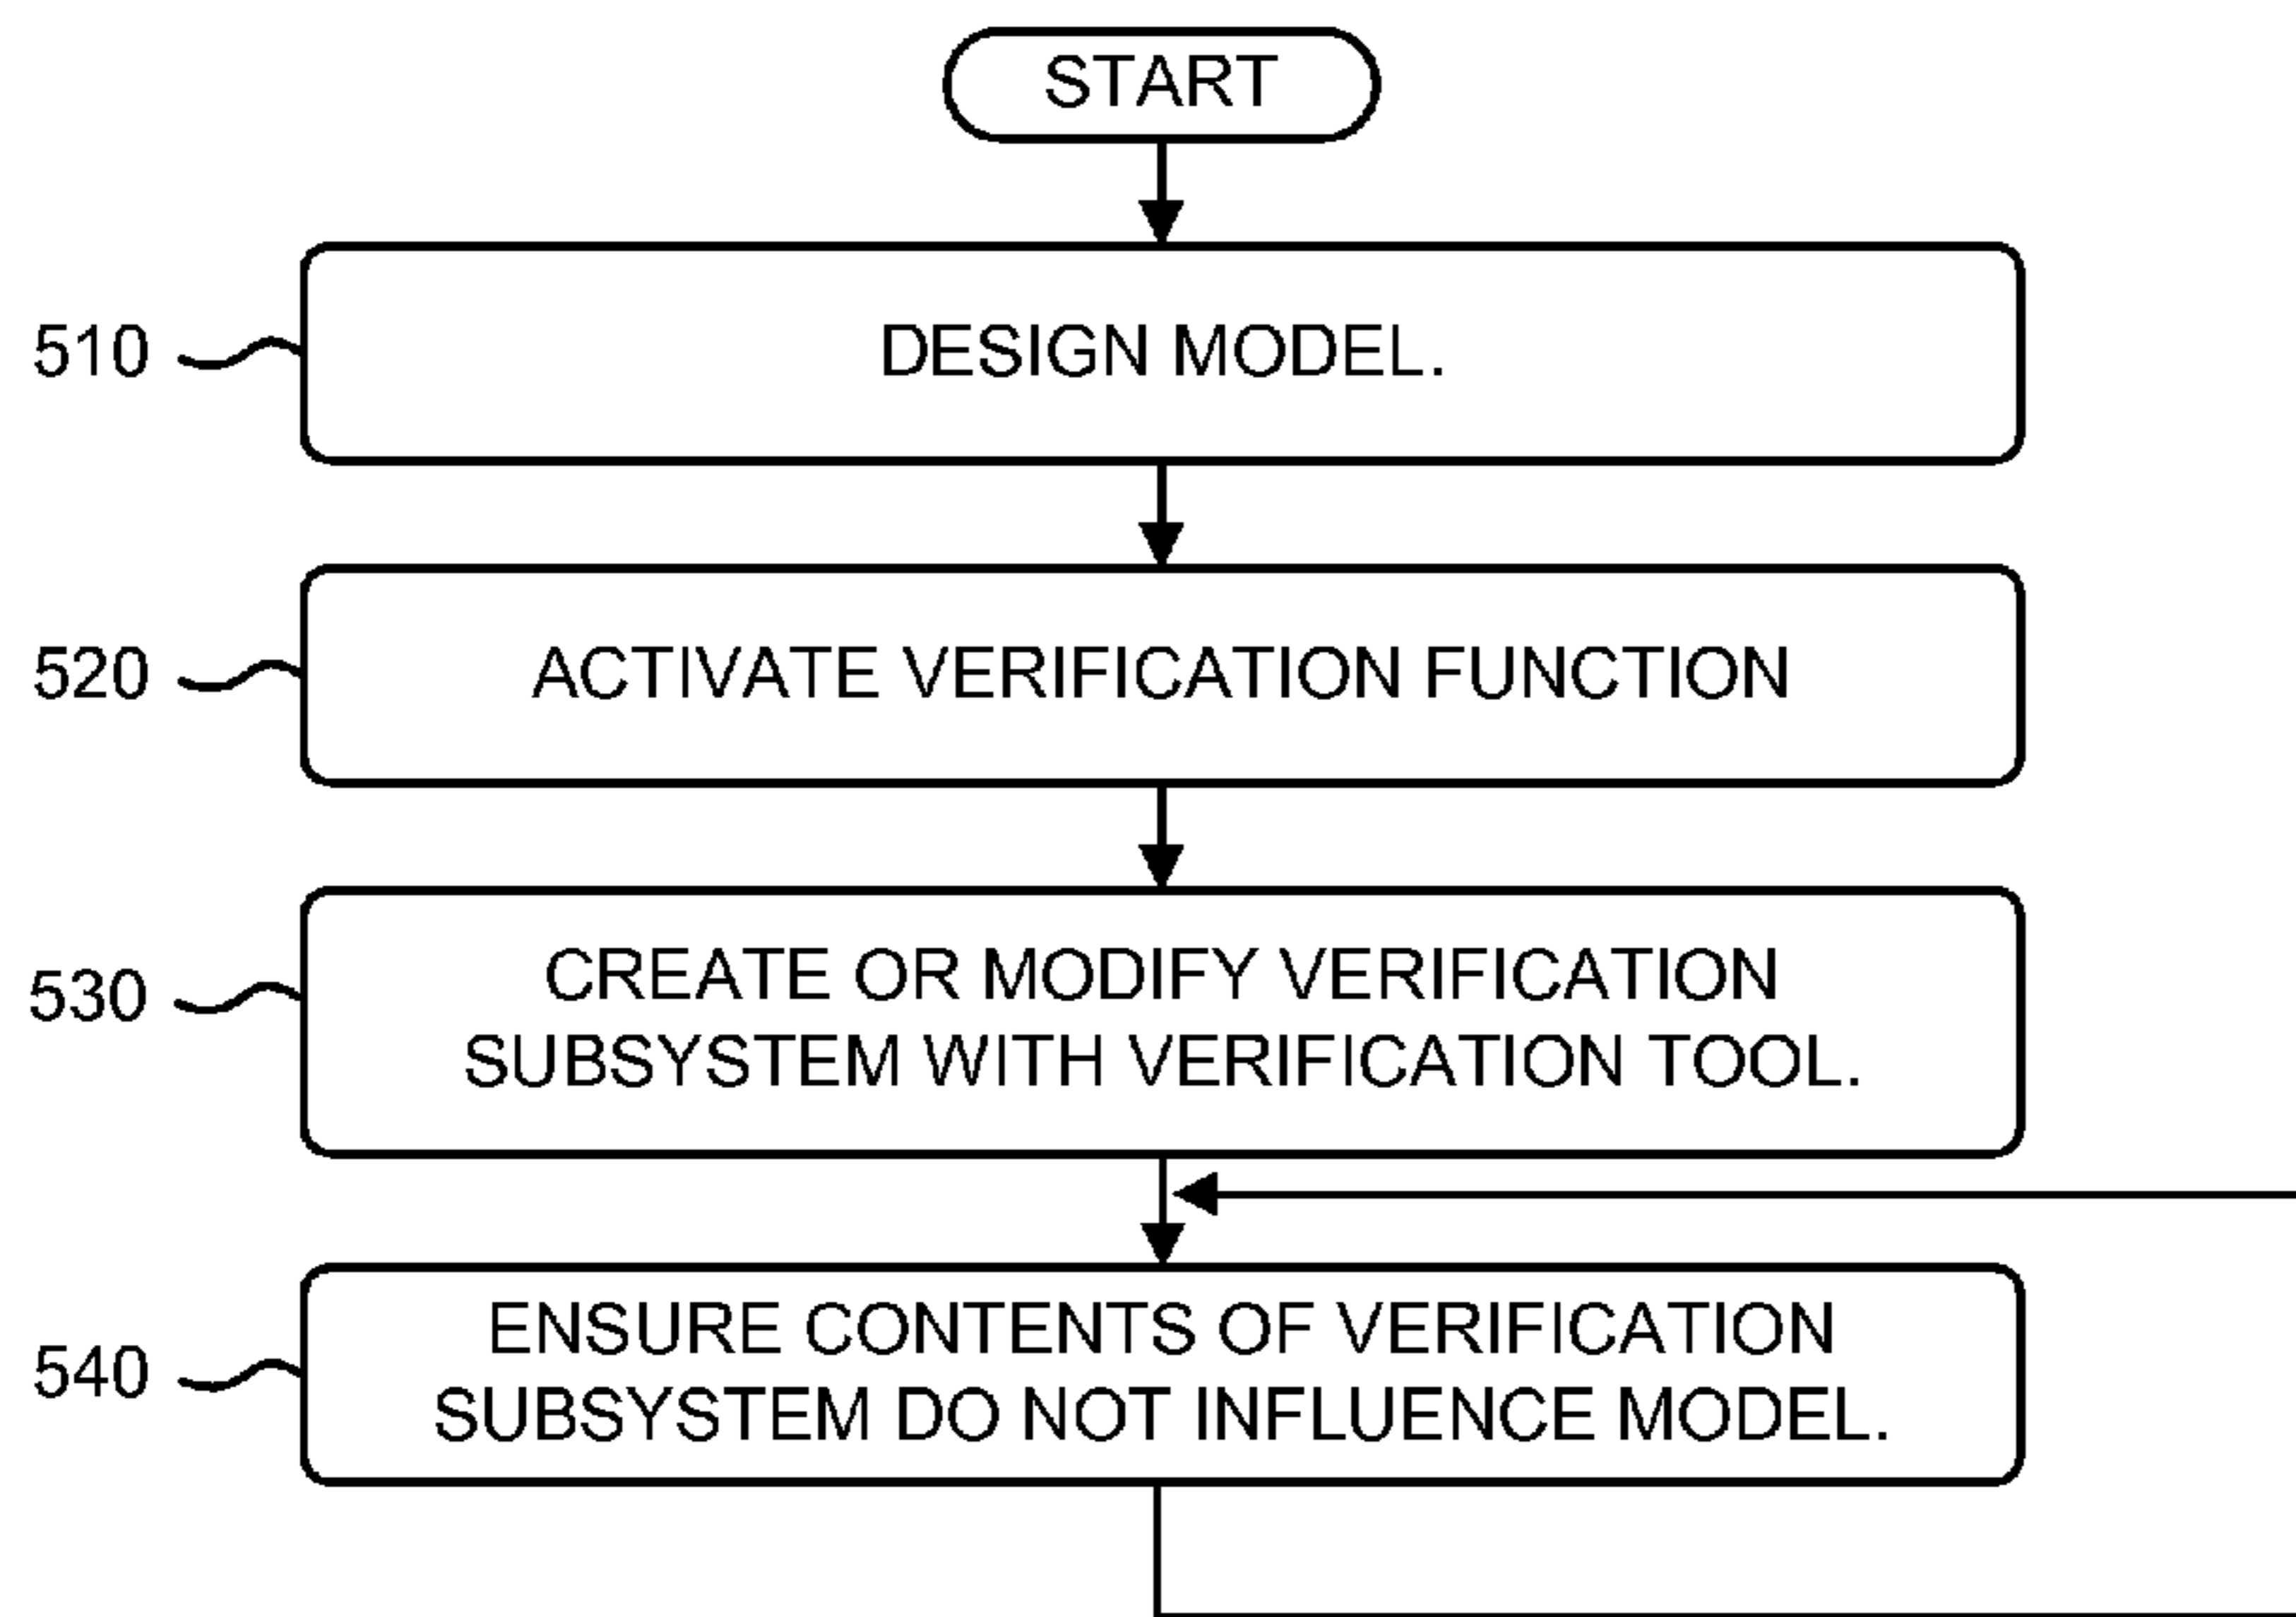 START
510
DESIGN MODEL.
520
ACTIVATE VERIFICATION FUNCTION
530
CREATE OR MODIFY VERIFICATION
SUBSYSTEM WITH VERIFICATION TOOL.
540
ENSURE CONTENTS OF VERIFICATION
SUBSYSTEM DO NOT INFLUENCE MODEL.